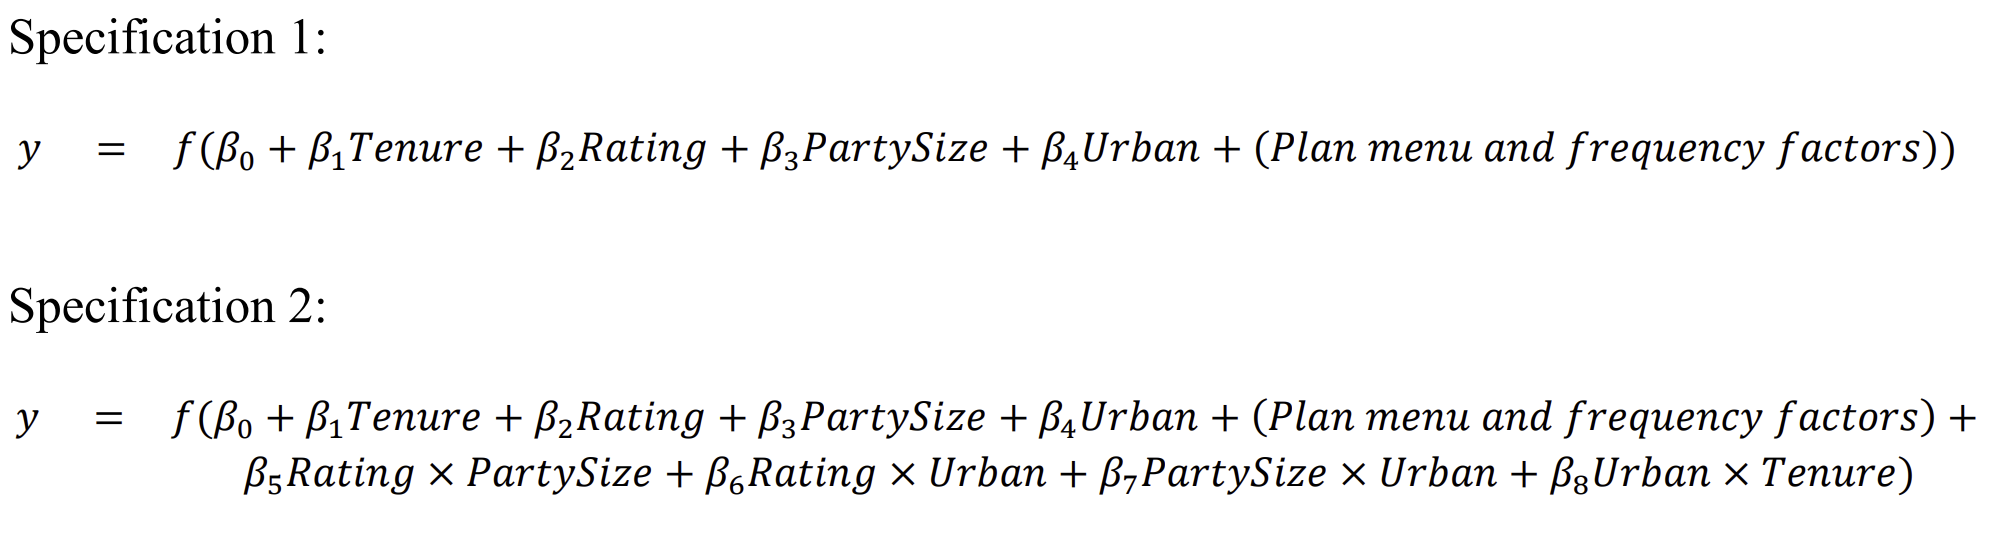 Specification 1:
y = f(β₀ + β₁Tenure + β₂Rating + β₃PartySize + β₄Urban + (Plan menu and frequency factors))
Specification 2:
y = f(β₀ + β₁Tenure + β₂Rating + β₃PartySize + β₄Urban + (Plan menu and frequency factors) +
β₅Rating × PartySize + β₆Rating × Urban + β₇PartySize × Urban + β₈Urban × Tenure)